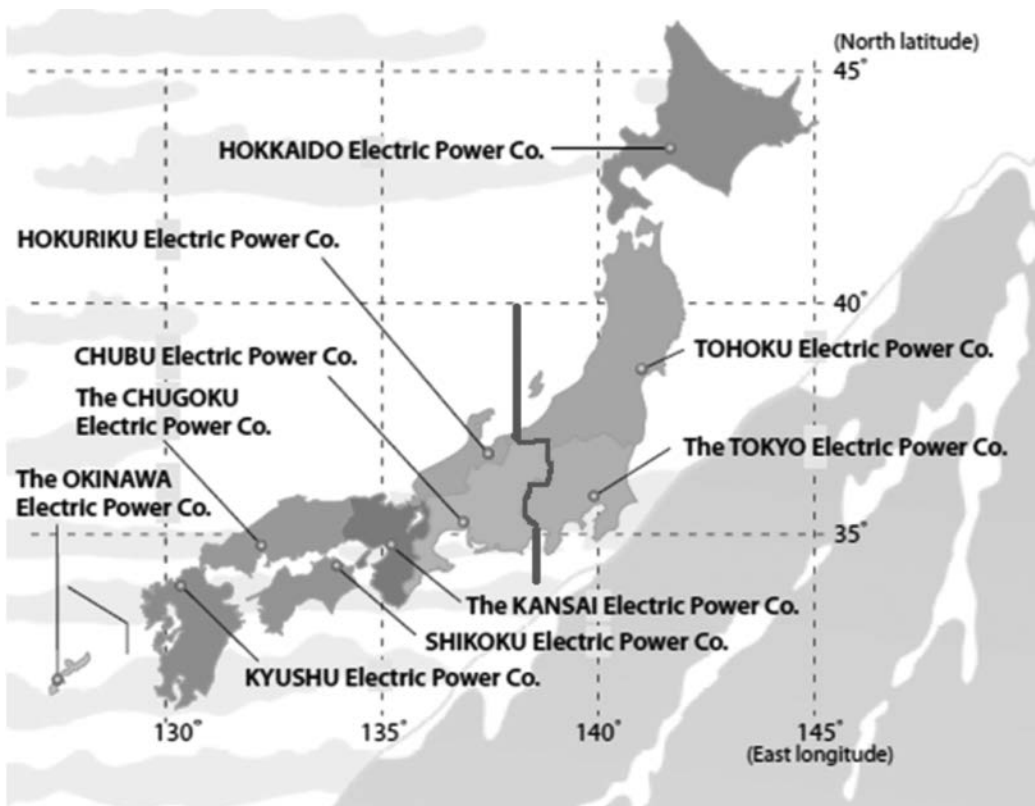 (North latitude)
45°
HOKKAIDO Electric Power Co.
HOKURIKU Electric Power Co.
40°
CHUBU Electric Power Co.
TOHOKU Electric Power Co.
The CHUGOKU
Electric Power Co.
The TOKYO Electric Power Co.
The OKINAWA
Electric Power Co.
35°
The KANSAI Electric Power Co.
SHIKOKU Electric Power Co.
KYUSHU Electric Power Co.
130°
135°
140°
145°
(East longitude)